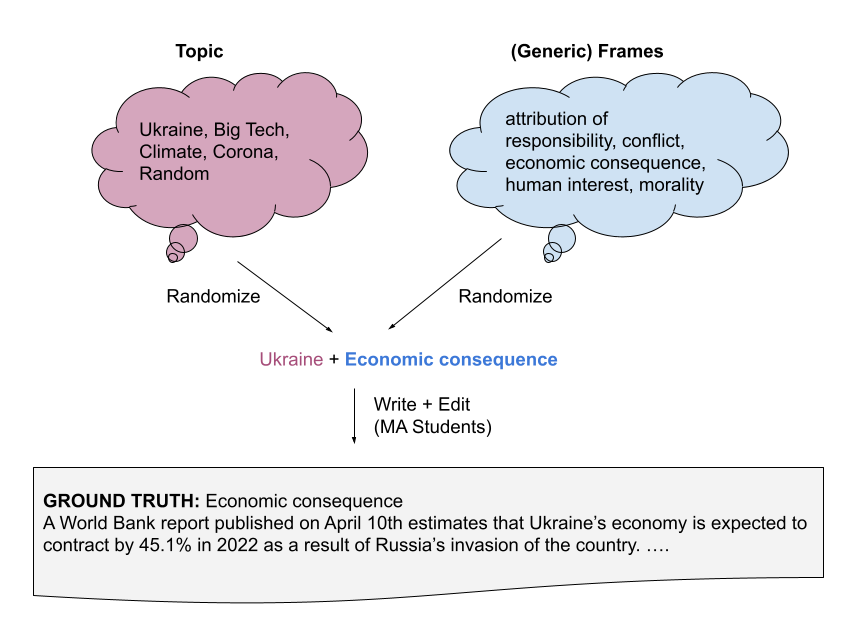 Topic
(Generic) Frames
Ukraine, Big Tech,
Climate, Corona,
Random
attribution of
responsibility, conflict,
economic consequence,
human interest, morality
Randomize
Randomize
Ukraine + Economic consequence
Write + Edit
(MA Students)
GROUND TRUTH: Economic consequence
A World Bank report published on April 10th estimates that Ukraine’s economy is expected to
contract by 45.1% in 2022 as a result of Russia’s invasion of the country. ….